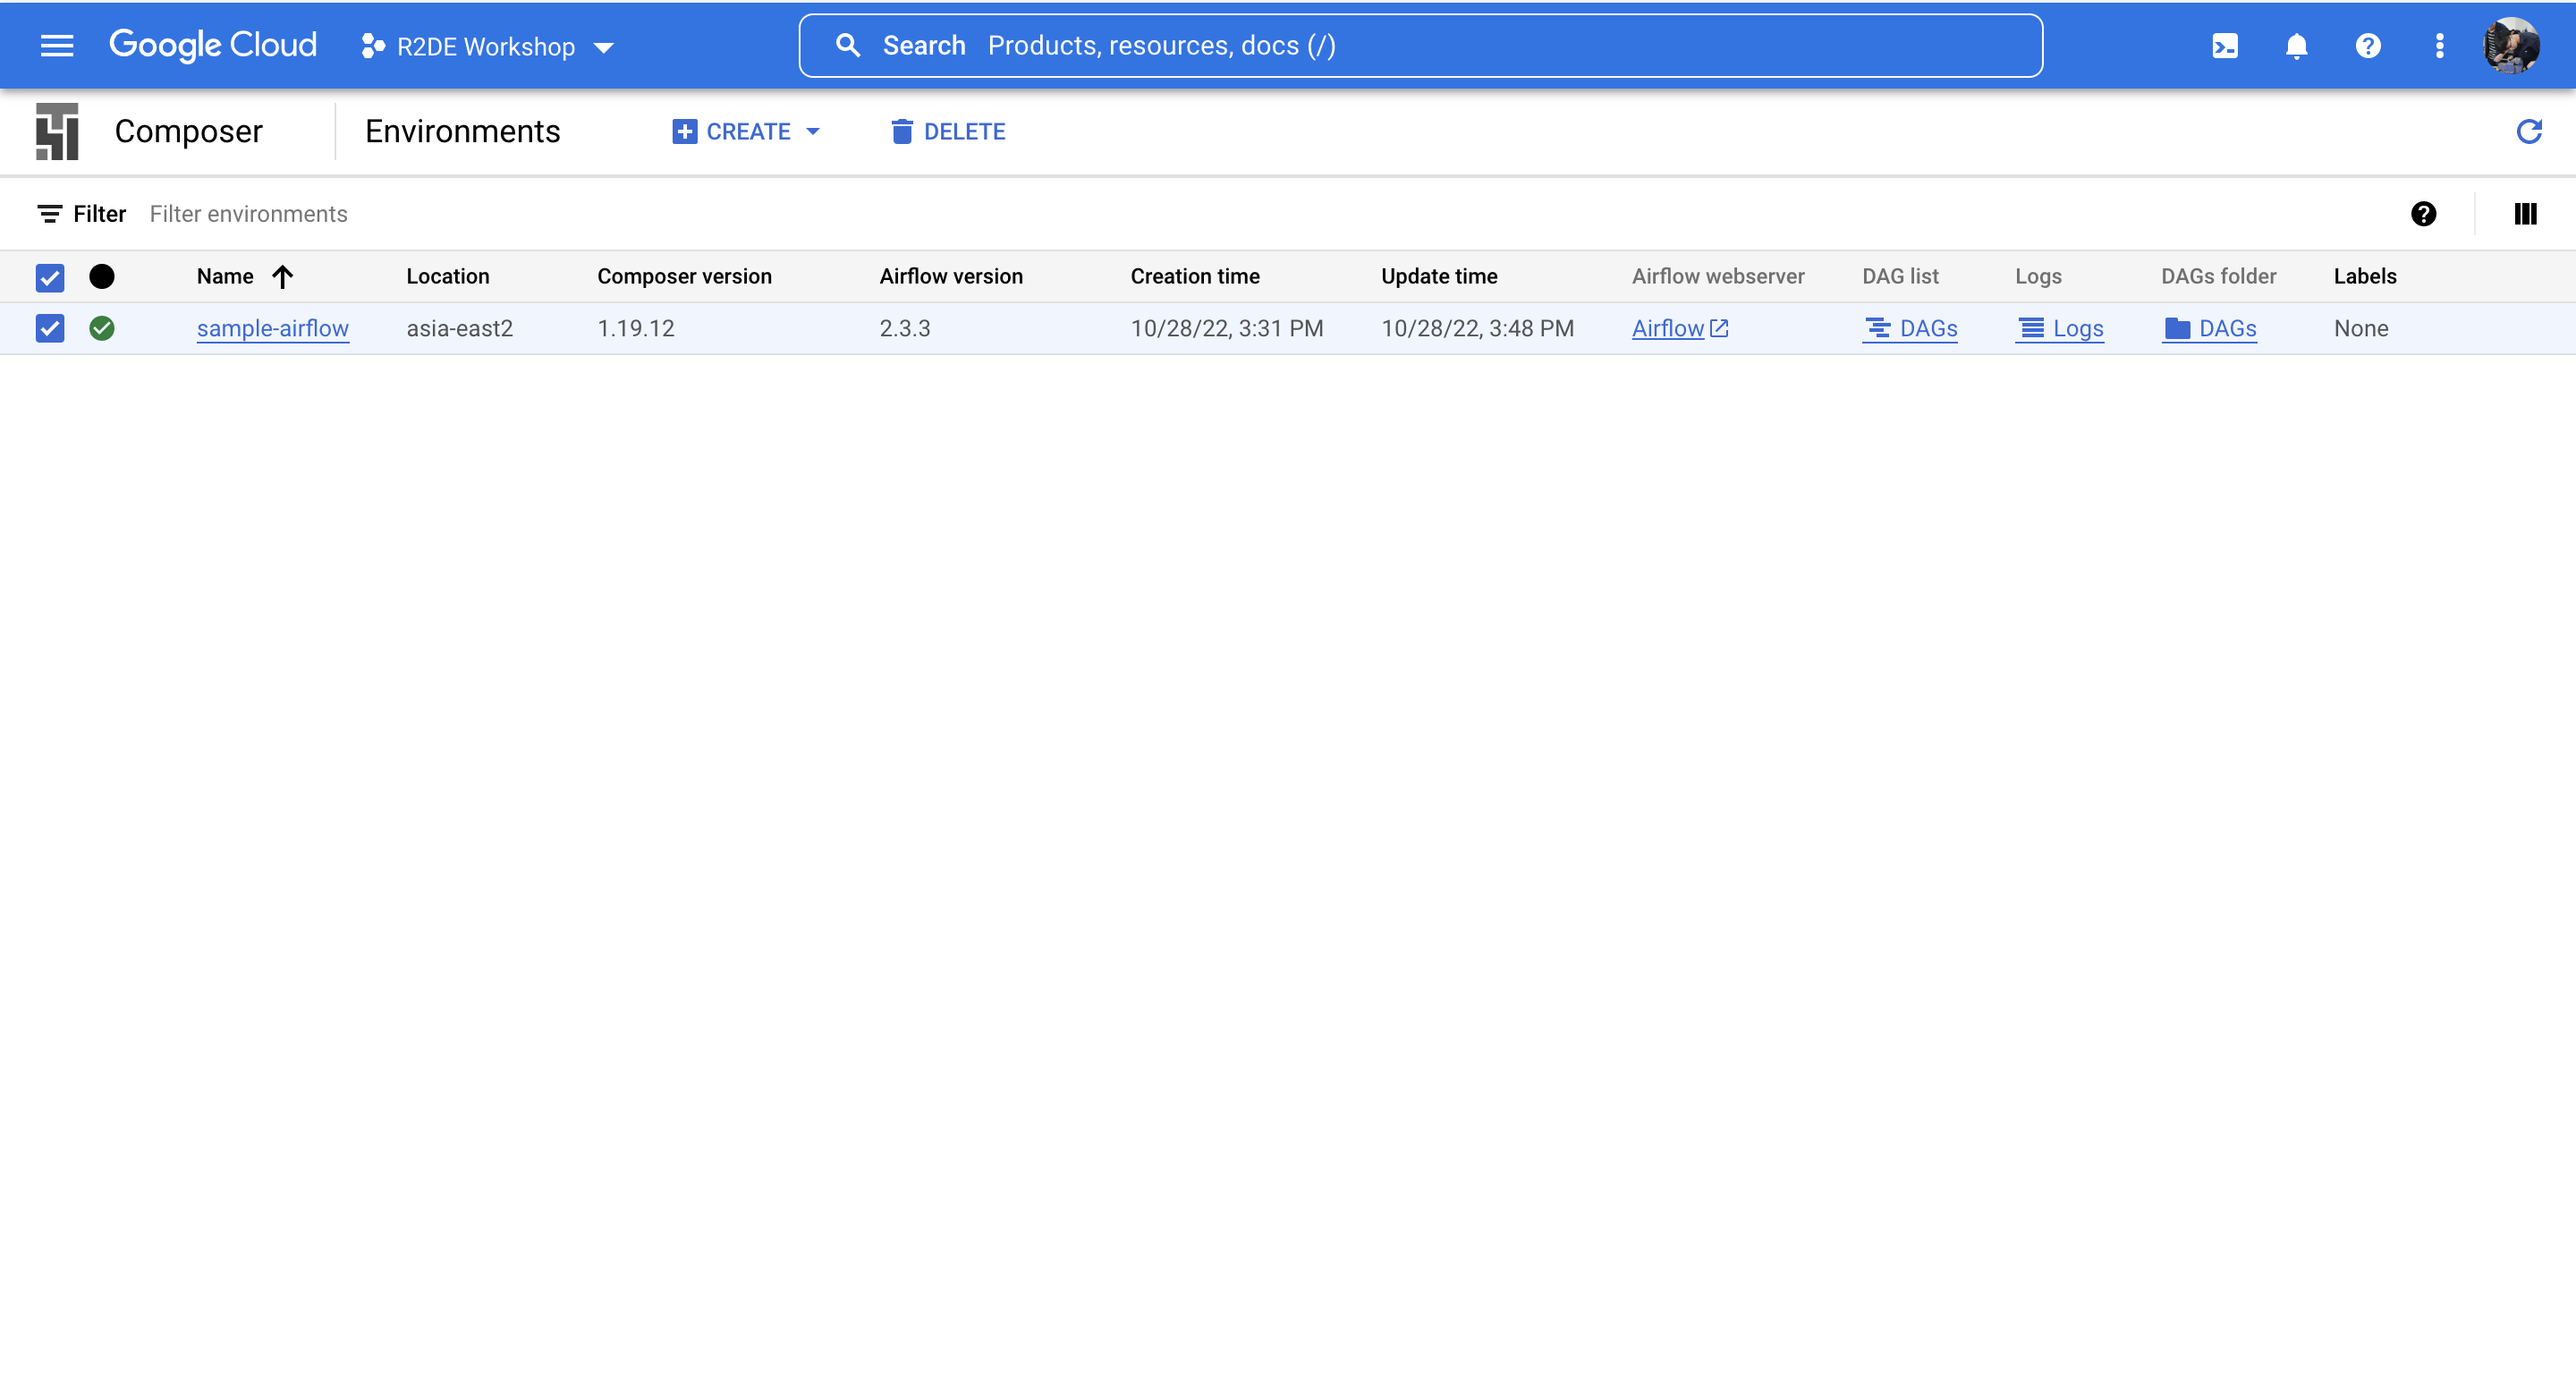 Google Cloud R2DE Workshop Search Products, resources, docs (/)
Composer Environments CREATE DELETE
Filter Filter environments
Name Location Composer version Airflow version Creation time Update time Airflow webserver DAG list Logs DAGs folder Labels
sample-airflow asia-east2 1.19.12 2.3.3 10/28/22, 3:31 PM 10/28/22, 3:48 PM Airflow DAGs Logs DAGs None